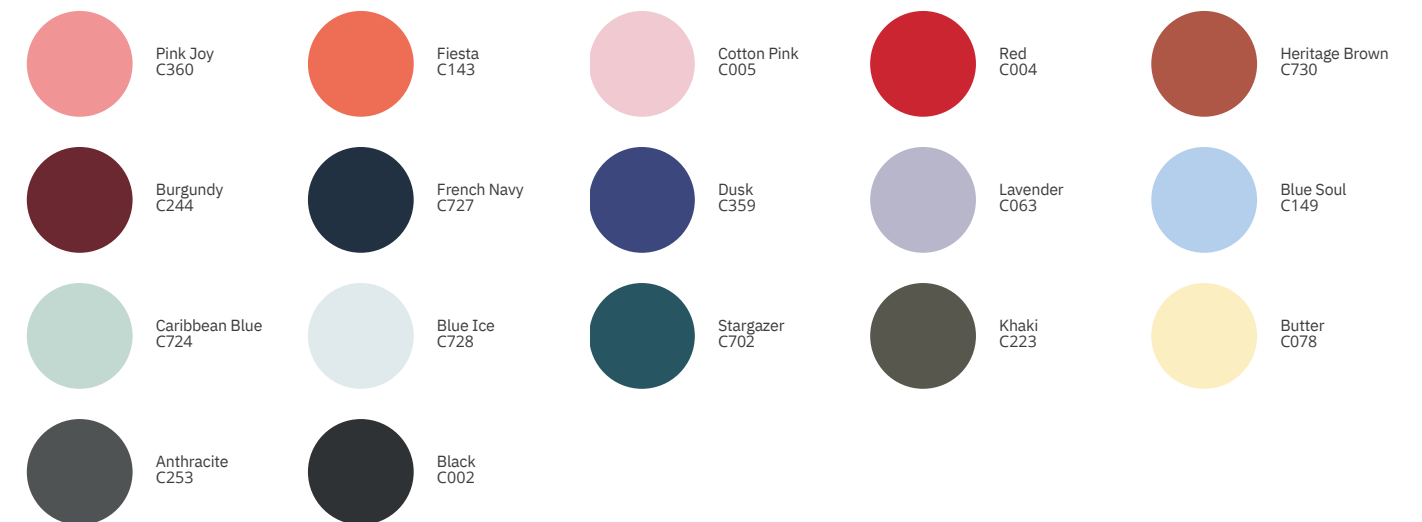 Pink Joy
C360
Fiesta
C143
Cotton Pink
C005
Red
C004
Heritage Brown
C730
Burgundy
C244
French Navy
C727
Dusk
C359
Lavender
C063
Blue Soul
C149
Caribbean Blue
C724
Blue Ice
C728
Stargazer
C702
Khaki
C223
Butter
C078
Anthracite
C253
Black
C002